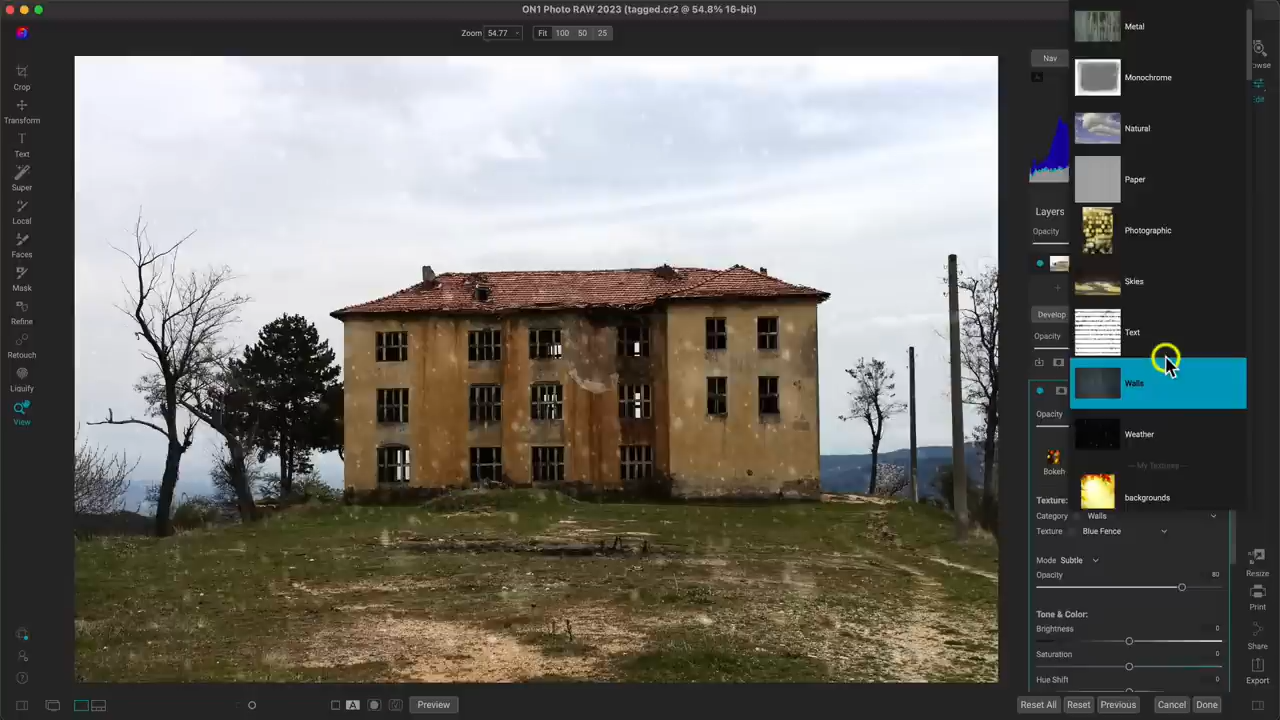 ON1 Photo RAW 2023 (tagged.cr2 @ 54.8% 16-bit)
Zoom 54.77 Fit 100 50 25
Crop
Transform
Text
Super
Local
Faces
Mask
Refine
Retouch
Liquify
View
Nav
Layers
Opacity
Develop
Opacity
Opacity
Bokeh
Metal
Monochrome
Natural
Paper
Photographic
Skies
Text
Walls
Weather
My Textures
backgrounds
Texture:
Category Walls
Texture Blue Fence
Mode Subtle
Opacity 80
Tone & Color:
Brightness 0
Saturation 0
Hue Shift 0
owse
Edit
Resize
Print
Share
Export
A Preview
Reset All Reset Previous Cancel Done